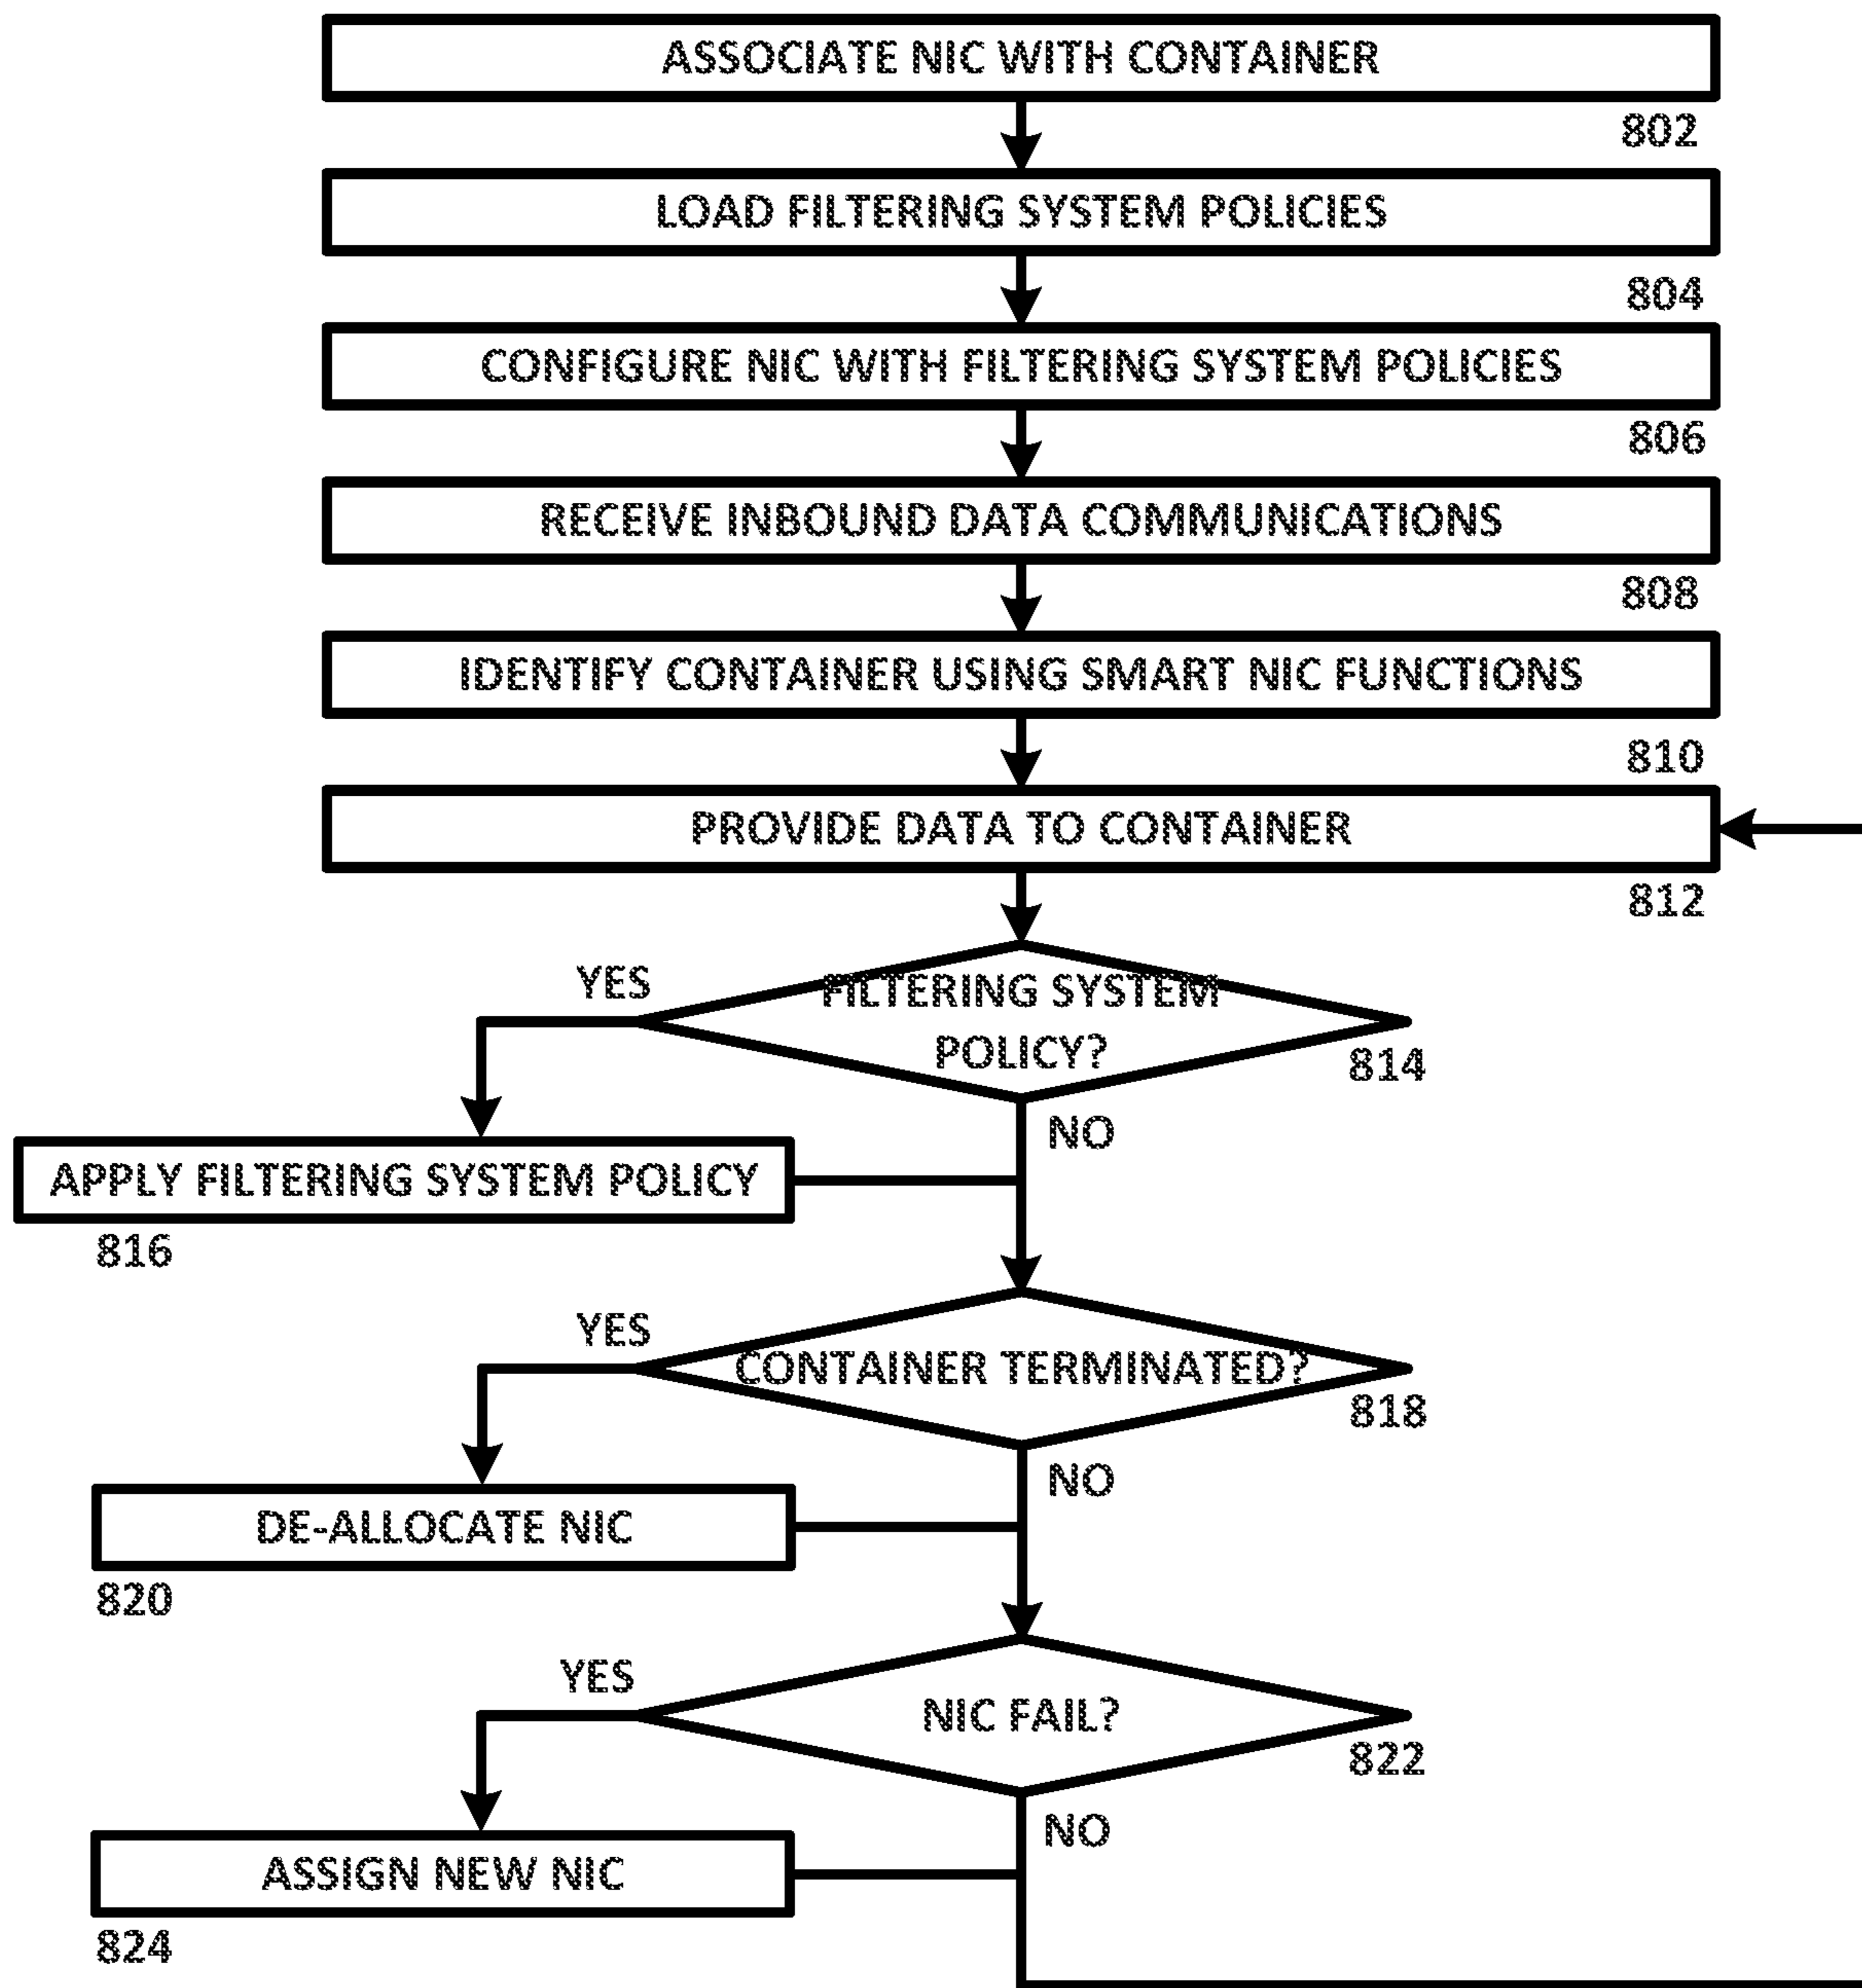 ASSOCIATE NIC WITH CONTAINER
802
LOAD FILTERING SYSTEM POLICIES
804
CONFIGURE NIC WITH FILTERING SYSTEM POLICIES
806
RECEIVE INBOUND DATA COMMUNICATIONS
808
IDENTIFY CONTAINER USING SMART NIC FUNCTIONS
810
PROVIDE DATA TO CONTAINER
812
YES
FILTERING SYSTEM
POLICY?
814
NO
APPLY FILTERING SYSTEM POLICY
816
YES
CONTAINER TERMINATED?
818
NO
DE-ALLOCATE NIC
820
YES
NIC FAIL?
822
NO
ASSIGN NEW NIC
824